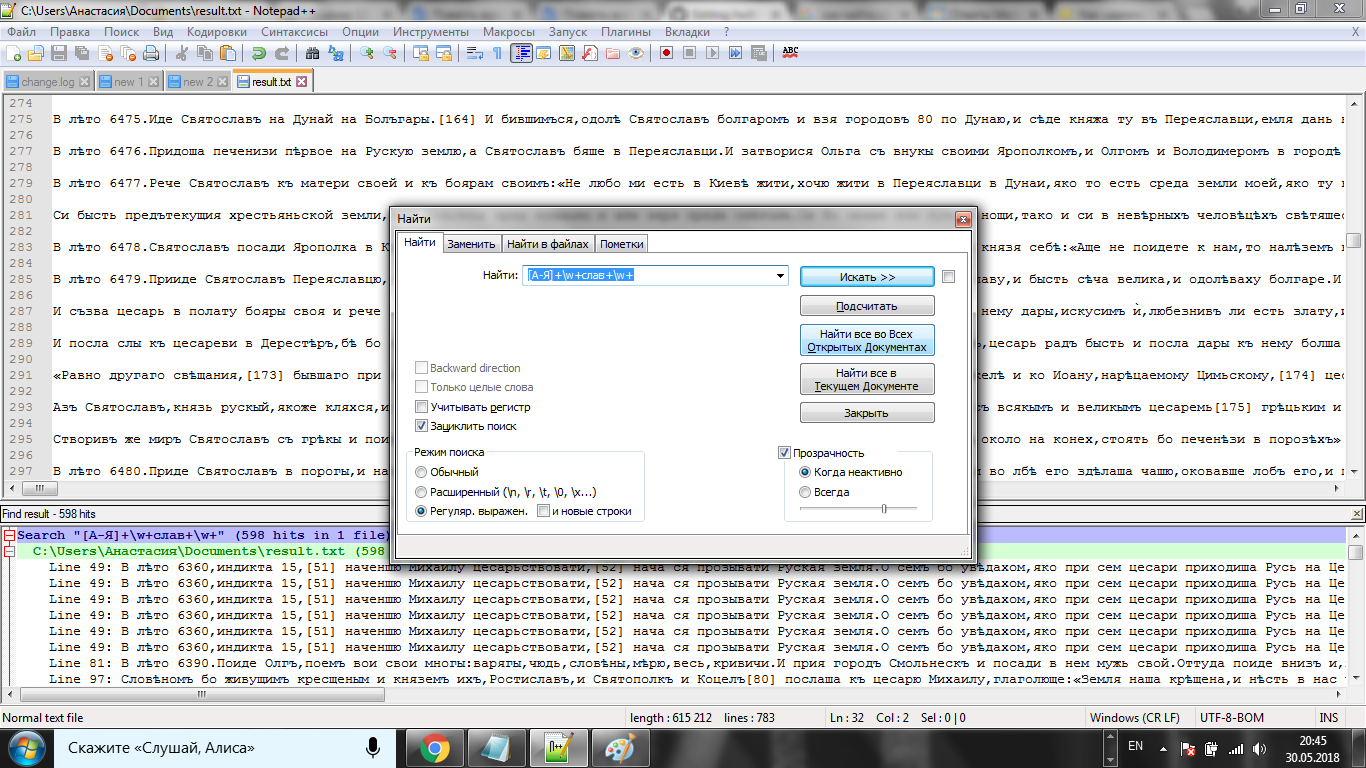 C:\Users\Анастасия\Documents\result.txt - Notepad++
Файл Правка Поиск Вид Кодировки Синтаксисы Опции Инструменты Макросы Запуск Плагины Вкладки ? X
change.log new 1 new 2 result.txt
274
275 В лѣто 6475.Иде Святославъ на Дунай на Болъгары.[164] И бившимъся,одолѣ Святославъ болгаромъ и взя городовъ 80 по Дунаю,и сѣде княжа ту въ Переяславци,емля дань
276
277 В лѣто 6476.Придоша печенизи пѣрвое на Рускую землю,а Святославъ бяше в Переяславци.И затворися Ольга съ внукы своими Ярополкомъ,и Олгомъ и Володимеромъ в городѣ
278
279 В лѣто 6477.Рече Святославъ къ матери своей и къ боярам своимъ:«Не любо ми есть в Киевѣ жити,хочю жити в Переяславци в Дунаи,яко то есть среда земли моей,яко ту
280
281 Си бысть предътекущия хрестьяньской земли, нощи,тако и си в невѣрныхъ человѣцѣхъ свѣтяше
282
283 В лѣто 6478.Святославъ посади Ярополка в К князя себѣ:«Аще не поидете к нам,то налѣземъ
284
285 В лѣто 6479.Прииде Святославъ Переяславцю, аву,и бысть сѣча велика,и одолѣваху болгаре.И
286
287 И съзва цесарь в полату бояры своя и рече нему дары,искусимъ ѝ,любезнивъ ли есть злату,и
288
289 И посла слы къ цесареви в Дерестѣръ,бѣ бо ,цесарь радъ бысть и посла дары къ нему болша
290
291 «Равно другаго свѣщания,[173] бывшаго при елѣ и ко Иоану,нарѣцаемому Цимьскому,[174] цес
292
293 Азъ Святославъ,князь руский,якоже кляхся,и ъ всякымъ и великымъ цесаремь[175] грѣцьким и
294
295 Створивъ же миръ Святославъ съ грѣкы и пои около на конех,стоять бо печенѣзи в порозѣхъ»
296
297 В лѣто 6480.Приде Святославъ в порогы,и на во лбѣ его здѣлаша чашю,оковавше лобъ его,и
Найти
Найти Заменить Найти в файлах Пометки
Найти: [А-Я]+\w+слав+\w+ Искать >>
Подсчитать
Найти все во Всех
Открытых Документах
Backward direction
Найти все в
Текущем Документе
Только целые слова
Учитывать регистр Закрыть
Зациклить поиск
Режим поиска Прозрачность
Обычный Когда неактивно
Расширенный (\n, \r, \t, \0, \x...) Всегда
Регуляр. выражен. и новые строки
Find result - 598 hits
Search "[А-Я]+\w+слав+\w+" (598 hits in 1 file)
C:\Users\Анастасия\Documents\result.txt (598
Line 49: В лѣто 6360,индикта 15,[51] наченшю Михаилу цесарьствовати,[52] нача ся прозывати Руская земля.О семъ бо увѣдахом,яко при сем цесари приходиша Русь на Це
Line 49: В лѣто 6360,индикта 15,[51] наченшю Михаилу цесарьствовати,[52] нача ся прозывати Руская земля.О семъ бо увѣдахом,яко при сем цесари приходиша Русь на Це
Line 49: В лѣто 6360,индикта 15,[51] наченшю Михаилу цесарьствовати,[52] нача ся прозывати Руская земля.О семъ бо увѣдахом,яко при сем цесари приходиша Русь на Це
Line 49: В лѣто 6360,индикта 15,[51] наченшю Михаилу цесарьствовати,[52] нача ся прозывати Руская земля.О семъ бо увѣдахом,яко при сем цесари приходиша Русь на Це
Line 49: В лѣто 6360,индикта 15,[51] наченшю Михаилу цесарьствовати,[52] нача ся прозывати Руская земля.О семъ бо увѣдахом,яко при сем цесари приходиша Русь на Це
Line 49: В лѣто 6360,индикта 15,[51] наченшю Михаилу цесарьствовати,[52] нача ся прозывати Руская земля.О семъ бо увѣдахом,яко при сем цесари приходиша Русь на Це
Line 81: В лѣто 6390.Поиде Олгъ,поемъ вои свои многы:варягы,чюдь,словѣны,мѣрю,весь,кривичи.И прия городъ Смольнескъ и посади в нем мужь свой.Оттуда поиде внизъ и,
Line 97: Словѣномъ бо живущимъ крещеным и княземъ ихъ,Ростиславъ,и Святополкъ и Коцелъ[80] послаша къ цесарю Михаилу,глаголюще:«Земля наша крѣщена,и нѣсть в нас
Normal text file length : 615 212 lines : 783 Ln : 32 Col : 2 Sel : 0 | 0 Windows (CR LF) UTF-8-BOM INS
Скажите «Слушай, Алиса» EN 20:45
30.05.2018